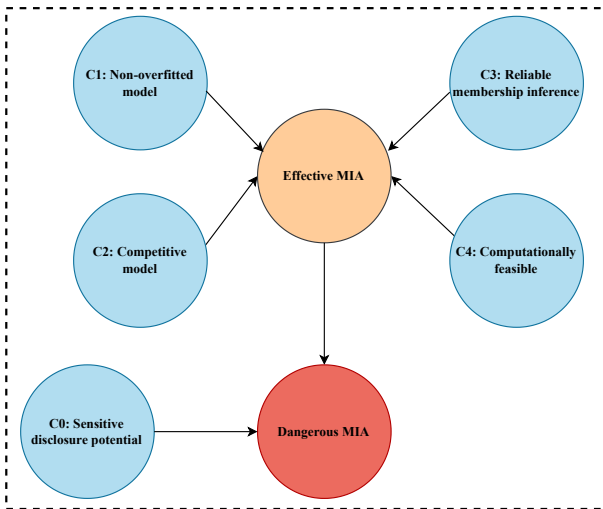 C1: Non-overfitted
model
C3: Reliable
membership inference
Effective MIA
C2: Competitive
model
C4: Computationally
feasible
C0: Sensitive
disclosure potential
Dangerous MIA